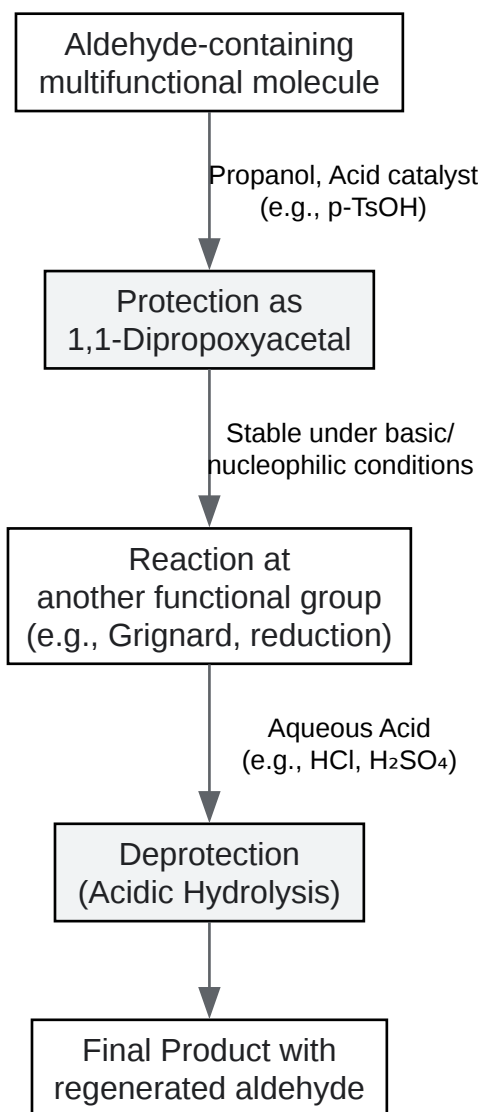 Aldehyde-containing
multifunctional molecule
Propanol, Acid catalyst
(e.g., p-TsOH)
Protection as
1,1-Dipropoxyacetal
Stable under basic/
nucleophilic conditions
Reaction at
another functional group
(e.g., Grignard, reduction)
Aqueous Acid
(e.g., HCl, H₂SO₄)
Deprotection
(Acidic Hydrolysis)
Final Product with
regenerated aldehyde